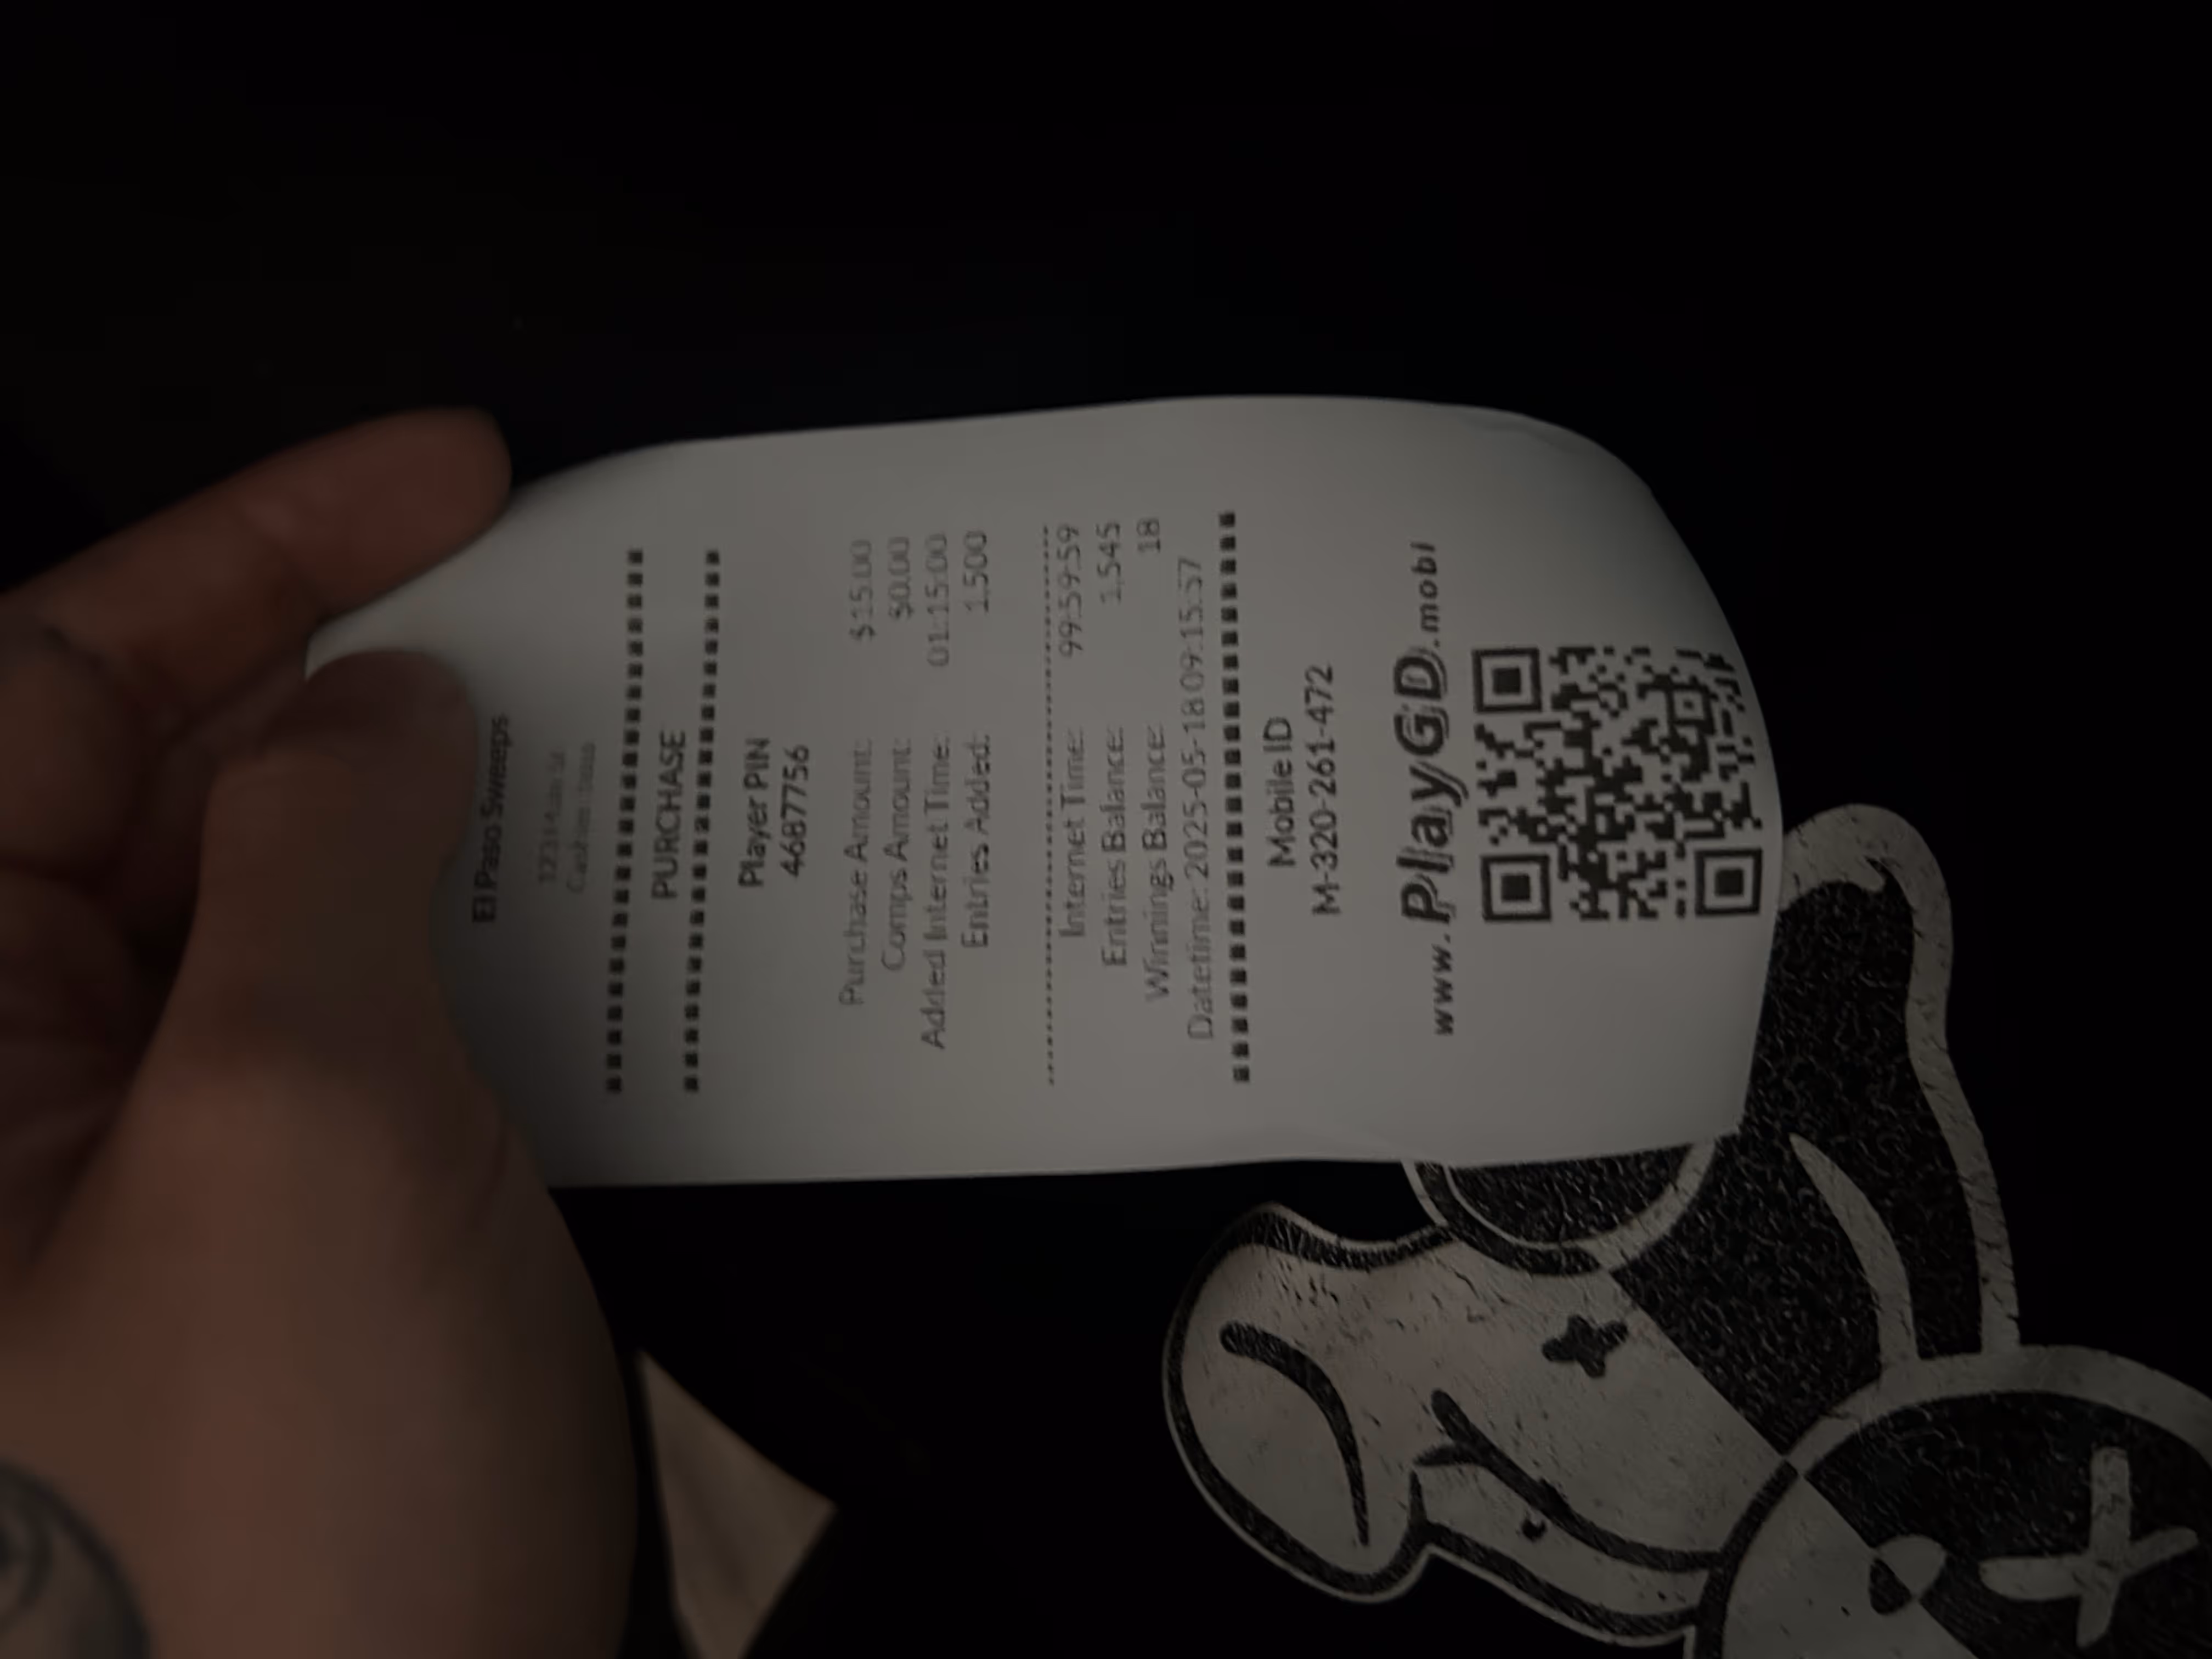 El Paso Sweeps
PURCHASE
Player PIN
46877756
Purchase Amount: $15.00
Comps Amount: $0.00
Added Internet Time: 01:15:00
Entries Added: 1,500
Internet Time: 99:59:59
Entries Balance: 1,545
Winnings Balance: 18
Datetime: 2025-05-18 09:15:57
Mobile ID
M-320-261-472
www.PlayGD.mobi